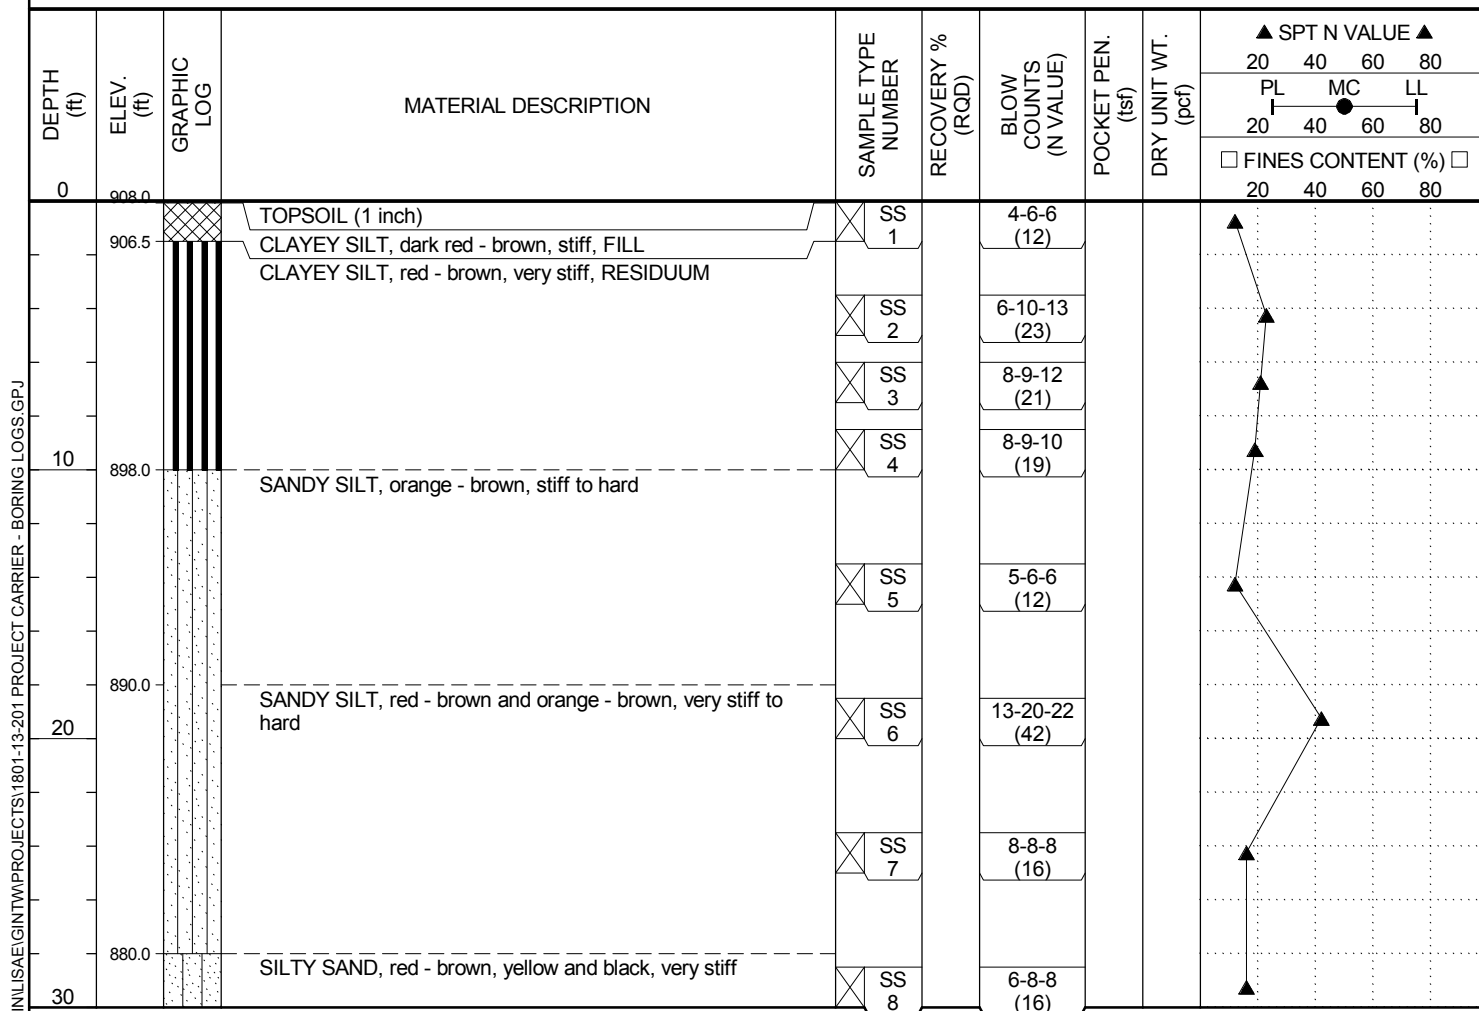 DEPTH
(ft)
ELEV.
(ft)
GRAPHIC
LOG
MATERIAL DESCRIPTION
SAMPLE TYPE
NUMBER
RECOVERY %
(RQD)
BLOW
COUNTS
(N VALUE)
POCKET PEN.
(tsf)
DRY UNIT WT.
(pcf)
▲ SPT N VALUE ▲
20 40 60 80
PL MC LL
20 40 60 80
□ FINES CONTENT (%) □
20 40 60 80
0
908.0
TOPSOIL (1 inch)
SS
1
4-6-6
(12)
906.5
CLAYEY SILT, dark red - brown, stiff, FILL
CLAYEY SILT, red - brown, very stiff, RESIDUUM
SS
2
6-10-13
(23)
SS
3
8-9-12
(21)
SS
4
8-9-10
(19)
10
898.0
SANDY SILT, orange - brown, stiff to hard
SS
5
5-6-6
(12)
890.0
SANDY SILT, red - brown and orange - brown, very stiff to
hard
SS
6
13-20-22
(42)
20
SS
7
8-8-8
(16)
880.0
SILTY SAND, red - brown, yellow and black, very stiff
SS
8
6-8-8
(16)
30
IN\LISAE\GINTW\PROJECTS\1801-13-201 PROJECT CARRIER - BORING LOGS.GPJ